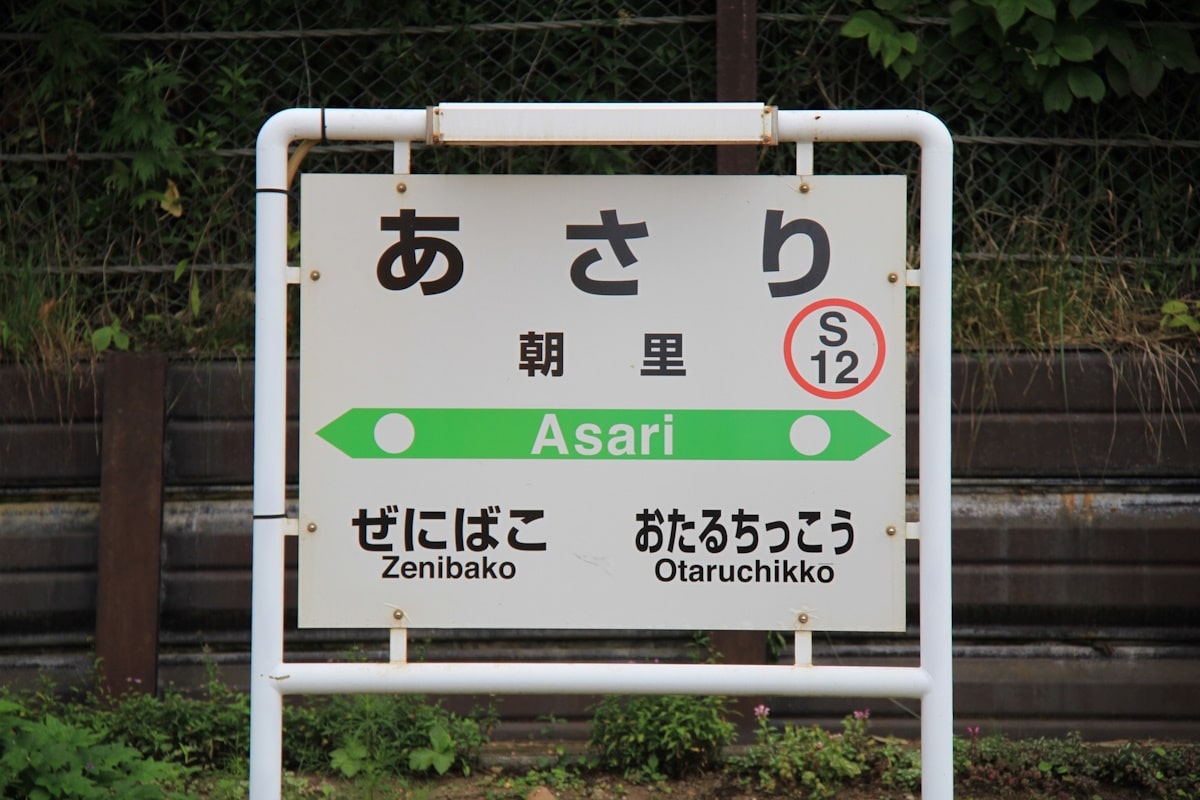 あさり
朝里
S
12
Asari
ぜにばこ おたるちっこう
Zenibako Otaruchikkō